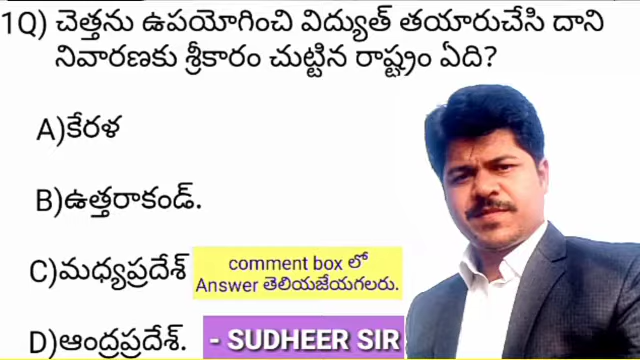 1Q) చెత్తను ఉపయోగించి విద్యుత్ తయారుచేసి దాని
నివారణకు శ్రీకారం చుట్టిన రాష్ట్రం ఏది?
A)కేరళ
B)ఉత్తరాకండ్.
C)మధ్యప్రదేశ్
comment box లో
Answer తెలియజేయగలరు.
D)ఆంధ్రప్రదేశ్.
- SUDHEER SIR